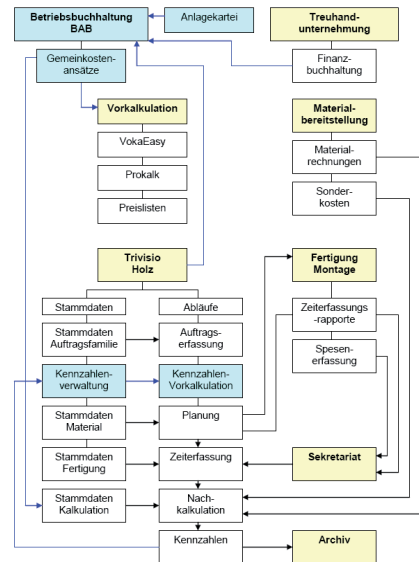 Betriebsbuchhaltung
BAB
Anlagekartei
Treuhand-
unternehmung
Gemeinkosten-
ansätze
Finanz-
buchhaltung
Vorkalkulation
Material-
bereitstellung
VokaEasy
Material-
rechnungen
Prokalk
Sonder-
kosten
Preislisten
Trivisio
Holz
Fertigung
Montage
Stammdaten
Abläufe
Zeiterfassungs
-rapporte
Stammdaten
Auftragsfamilie
Auftrags-
erfassung
Spesen-
erfassung
Kennzahlen-
verwaltung
Kennzahlen-
Vorkalkulation
Stammdaten
Material
Planung
Stammdaten
Fertigung
Zeiterfassung
Sekretariat
Stammdaten
Kalkulation
Nach-
kalkulation
Kennzahlen
Archiv